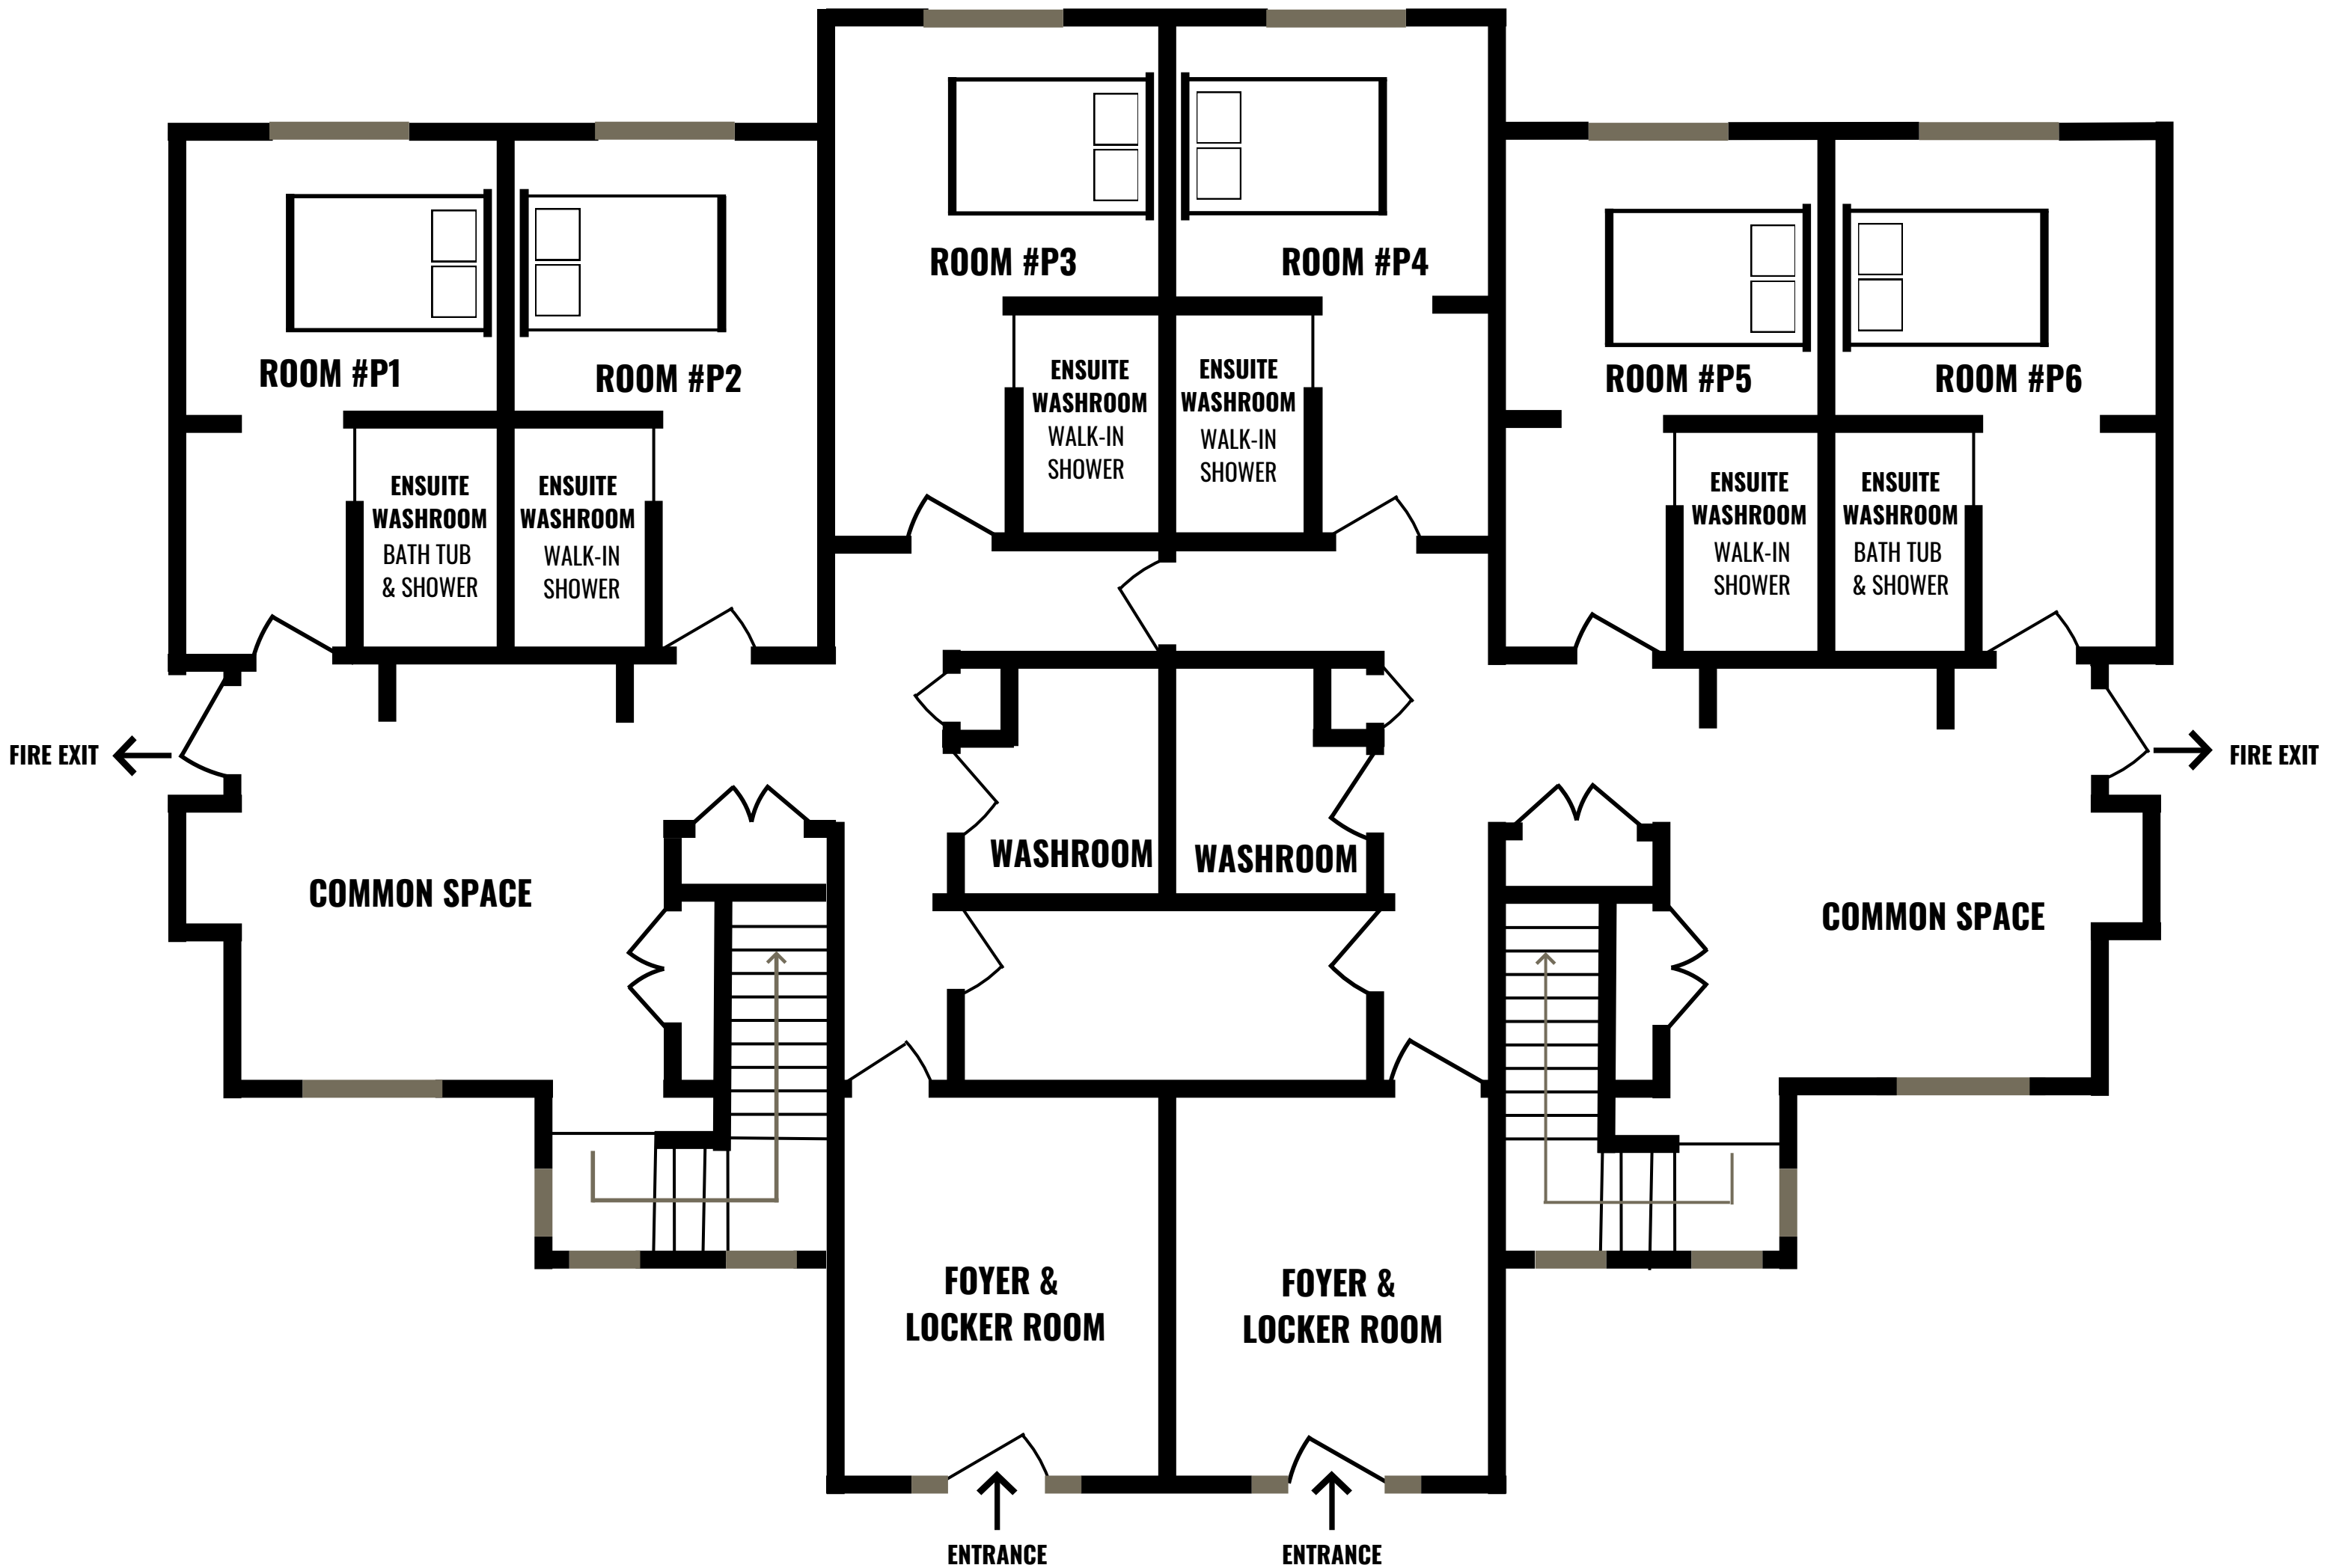 ROOM #P3
ROOM #P4
ROOM #P1
ROOM #P2
ROOM #P5
ROOM #P6
ENSUITE
WASHROOM
WALK-IN
SHOWER
ENSUITE
WASHROOM
WALK-IN
SHOWER
ENSUITE
WASHROOM
BATH TUB
& SHOWER
ENSUITE
WASHROOM
WALK-IN
SHOWER
ENSUITE
WASHROOM
WALK-IN
SHOWER
ENSUITE
WASHROOM
BATH TUB
& SHOWER
FIRE EXIT
FIRE EXIT
WASHROOM
WASHROOM
COMMON SPACE
COMMON SPACE
FOYER &
LOCKER ROOM
FOYER &
LOCKER ROOM
ENTRANCE
ENTRANCE